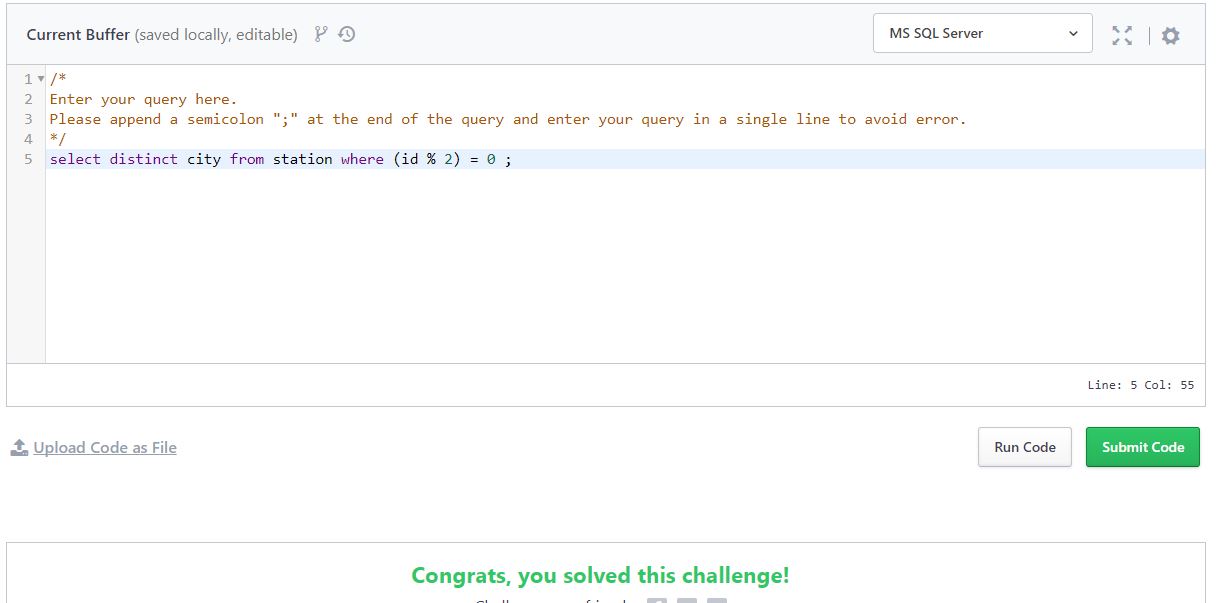 Current Buffer (saved locally, editable)
MS SQL Server
1 /*
2 Enter your query here.
3 Please append a semicolon ";" at the end of the query and enter your query in a single line to avoid error.
4 */
5 select distinct city from station where (id % 2) = 0 ;
Line: 5 Col: 55
Upload Code as File
Run Code
Submit Code
Congrats, you solved this challenge!